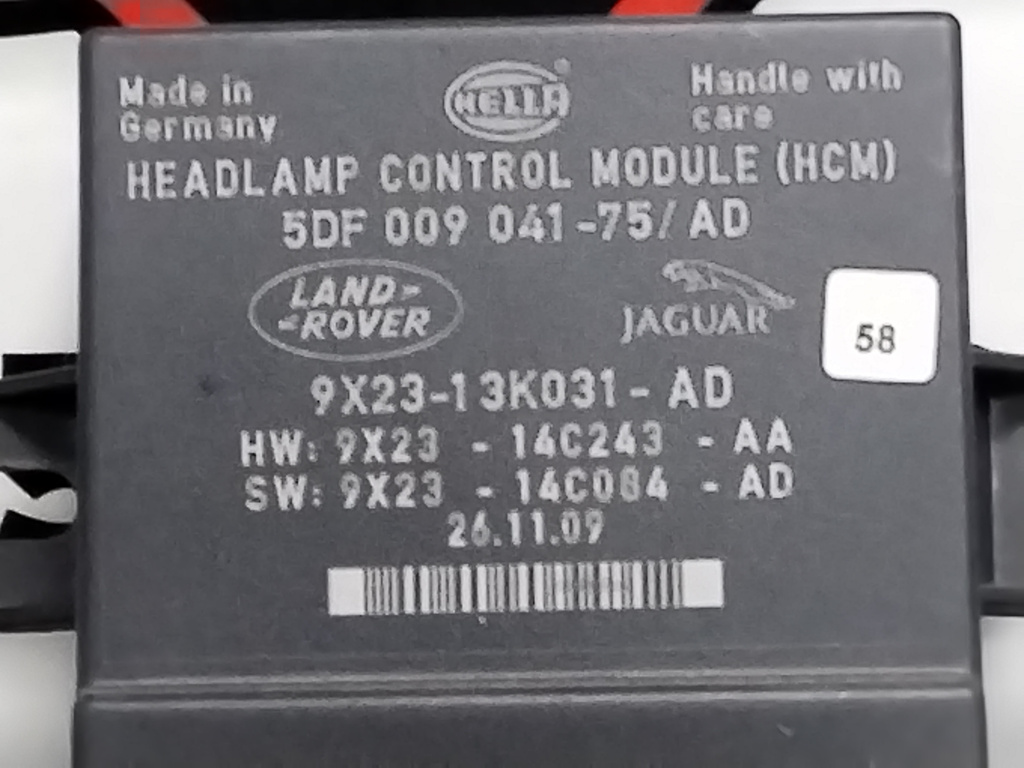 Made in
Germany
HELLA
Handle with
care
HEADLAMP CONTROL MODULE (HCM)
5DF 009 041-75/ AD
LAND-
-ROVER
JAGUAR
58
9X23-13K031- AD
HW: 9X23 - 14C243 - AA
SW: 9X23 - 14C084 - AD
26.11.09